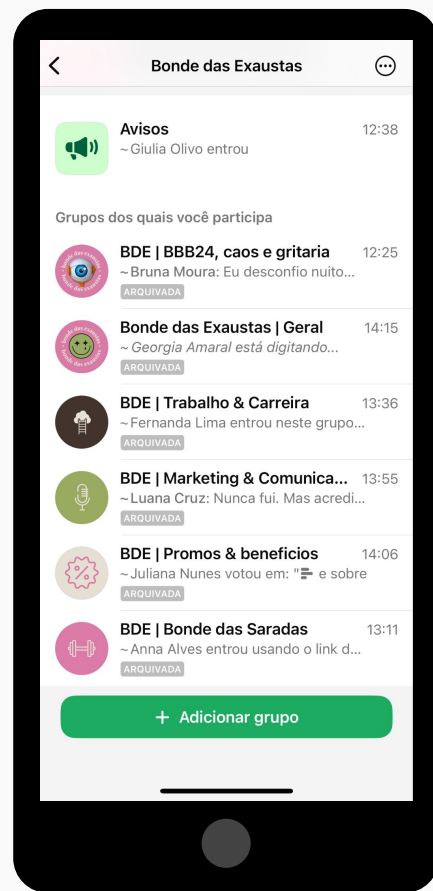 Bonde das Exaustas
Avisos 12:38
~Giulia Olivo entrou
Grupos dos quais você participa
BDE | BBB24, caos e gritaria 12:25
~Bruna Moura: Eu desconfio nuito...
ARQUIVADA
Bonde das Exaustas | Geral 14:15
~Georgia Amaral está digitando...
ARQUIVADA
BDE | Trabalho & Carreira 13:36
~Fernanda Lima entrou neste grupo...
ARQUIVADA
BDE | Marketing & Comunica... 13:55
~Luana Cruz: Nunca fui. Mas acredi...
ARQUIVADA
BDE | Promos & beneficios 14:06
~Juliana Nunes votou em: " e sobre
ARQUIVADA
BDE | Bonde das Saradas 13:11
~Anna Alves entrou usando o link d...
ARQUIVADA
+ Adicionar grupo